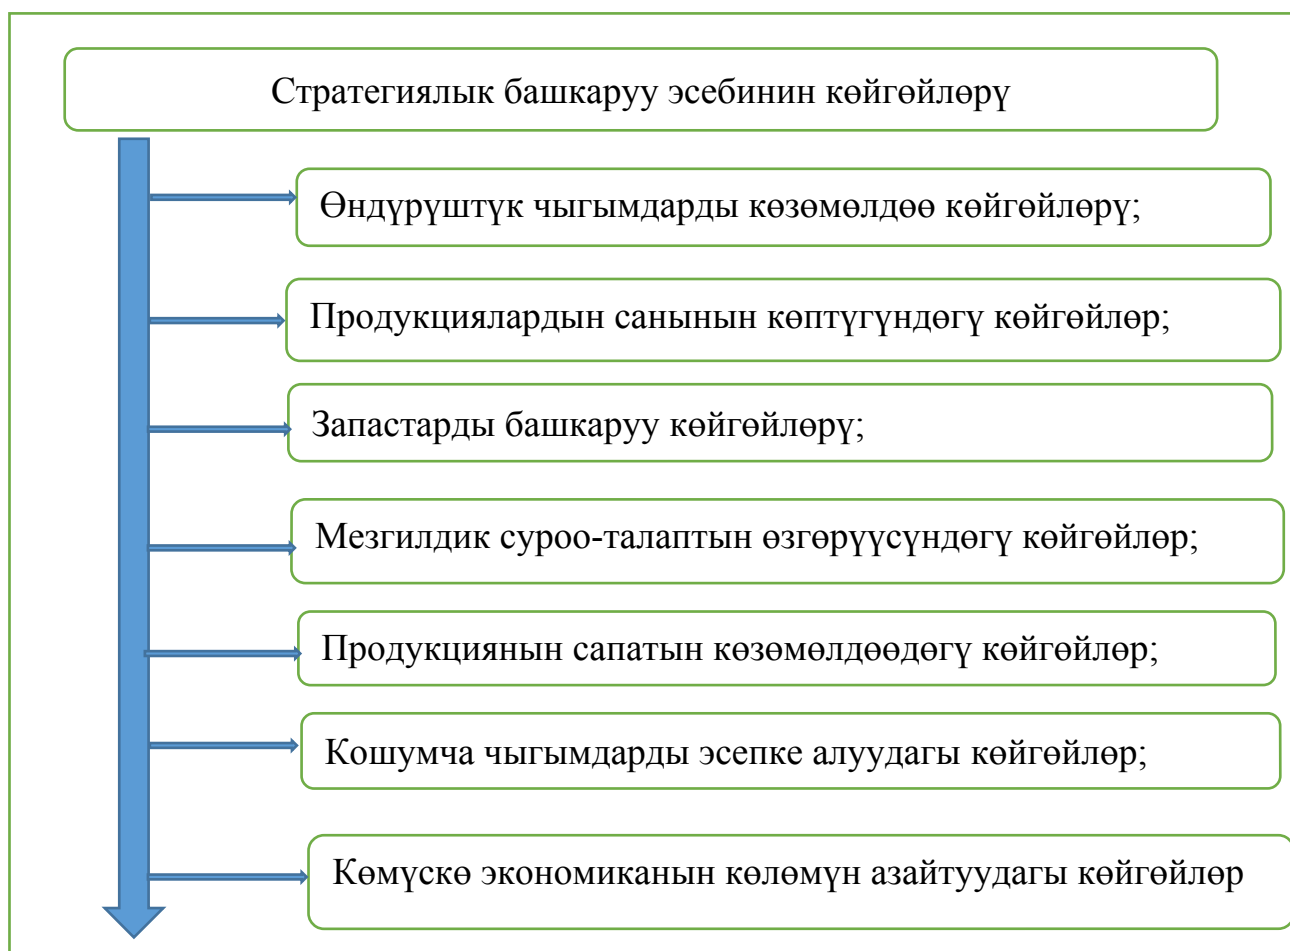 Стратегиялык башкаруу эсебинин көйгөйлөрү
Өндүрүштүк чыгымдарды көзөмөлдөө көйгөйлөрү;
Продукциялардын санынын көптүгүндөгү көйгөйлөр;
Запастарды башкаруу көйгөйлөрү;
Мезгилдик суроо-талаптын өзгөрүүсүндөгү көйгөйлөр;
Продукциянын сапатын көзөмөлдөөдөгү көйгөйлөр;
Кошумча чыгымдарды эсепке алуудагы көйгөйлөр;
Көмүскө экономиканын көлөмүн азайтуудагы көйгөйлөр